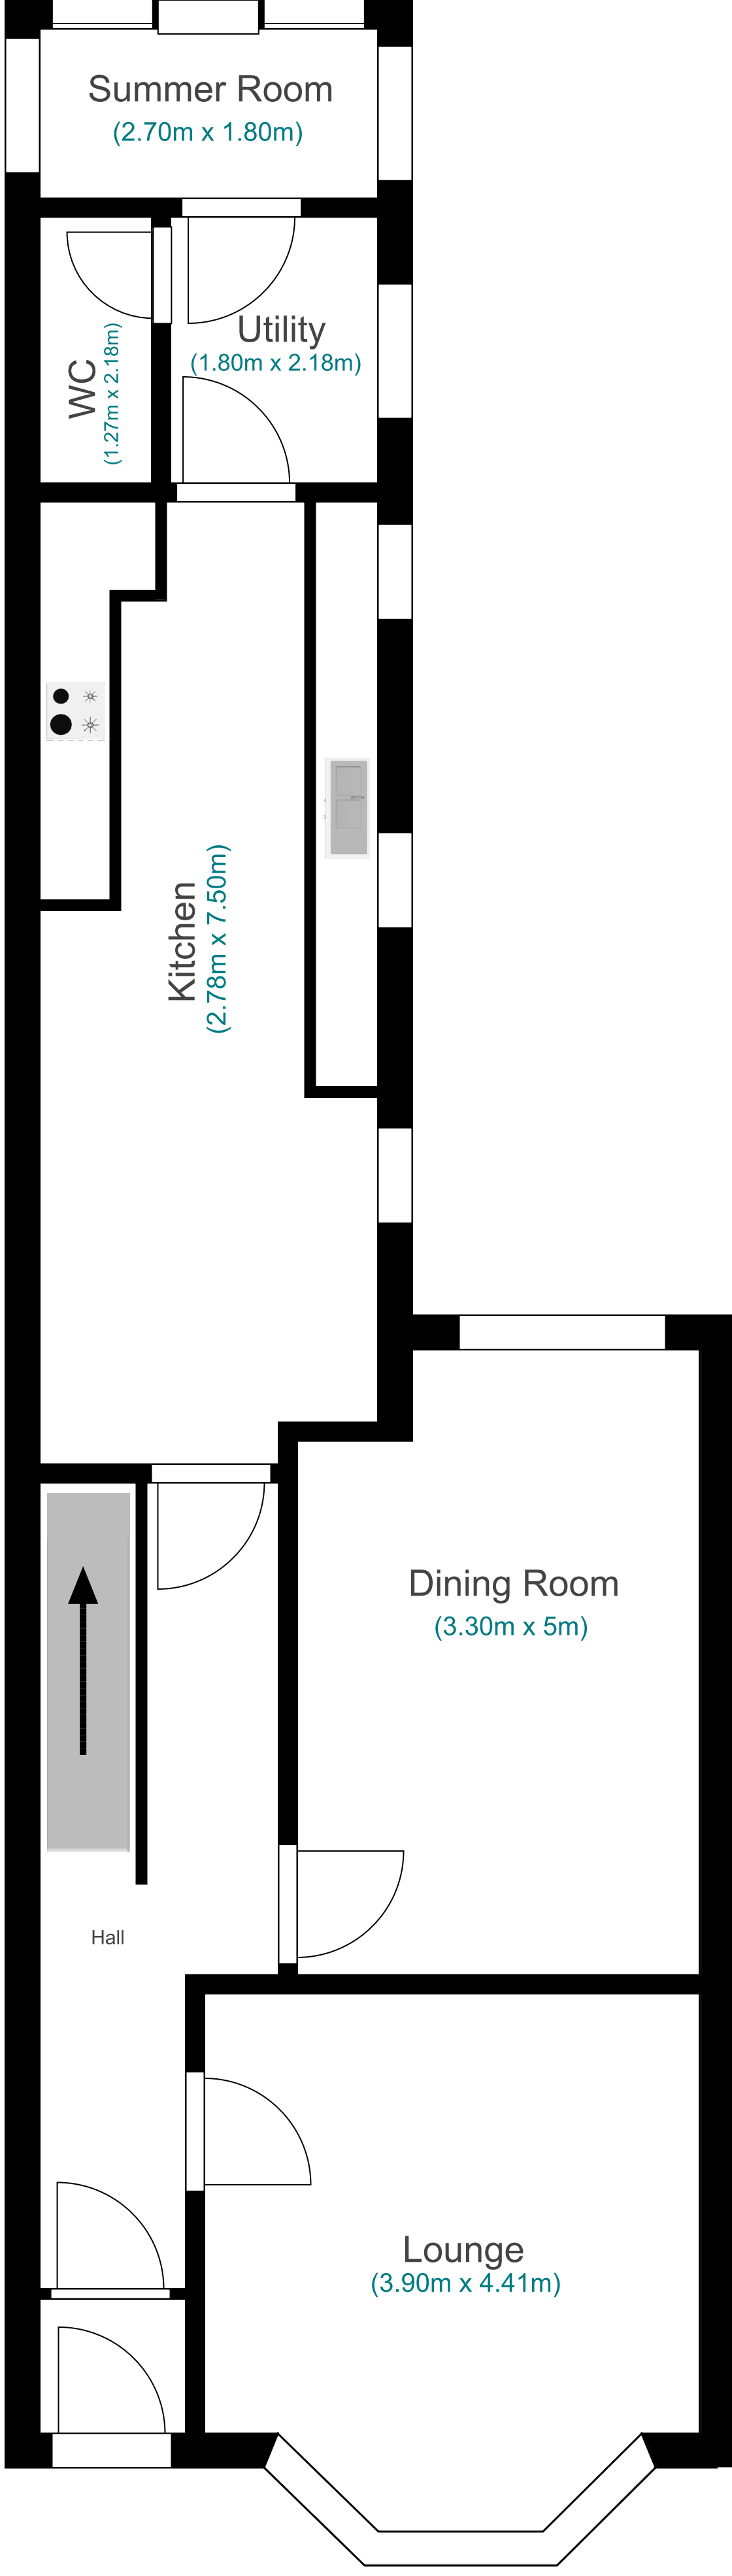 Summer Room
(2.70m x 1.80m)
Utility
(1.80m x 2.18m)
WC
(1.27m x 2.18m)
Kitchen
(2.78m x 7.50m)
Dining Room
(3.30m x 5m)
Hall
Lounge
(3.90m x 4.41m)